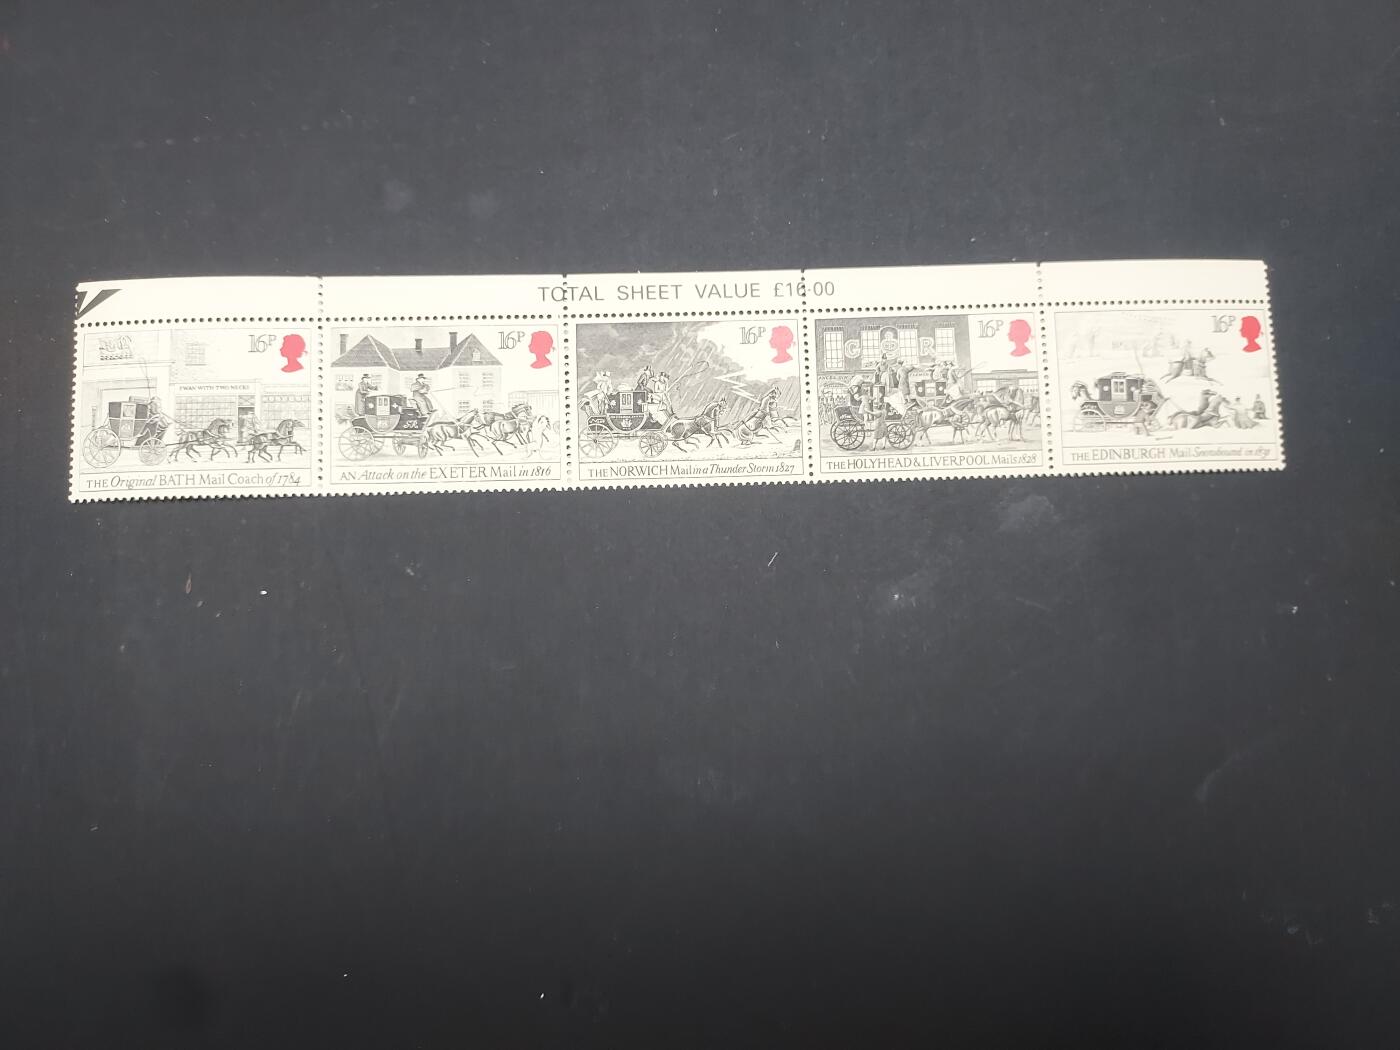 TOTAL SHEET VALUE £16·00
16P
16P
16P
16P
16P
SWAN WITH TWO NECKS
G R
THE Original BATH Mail Coach of 1784
AN Attack on the EXETER Mail in 1816
THE NORWICH Mail in a Thunder Storm 1827
THE HOLYHEAD & LIVERPOOL Mails 1828
THE EDINBURGH Mail Snowbound in 1831